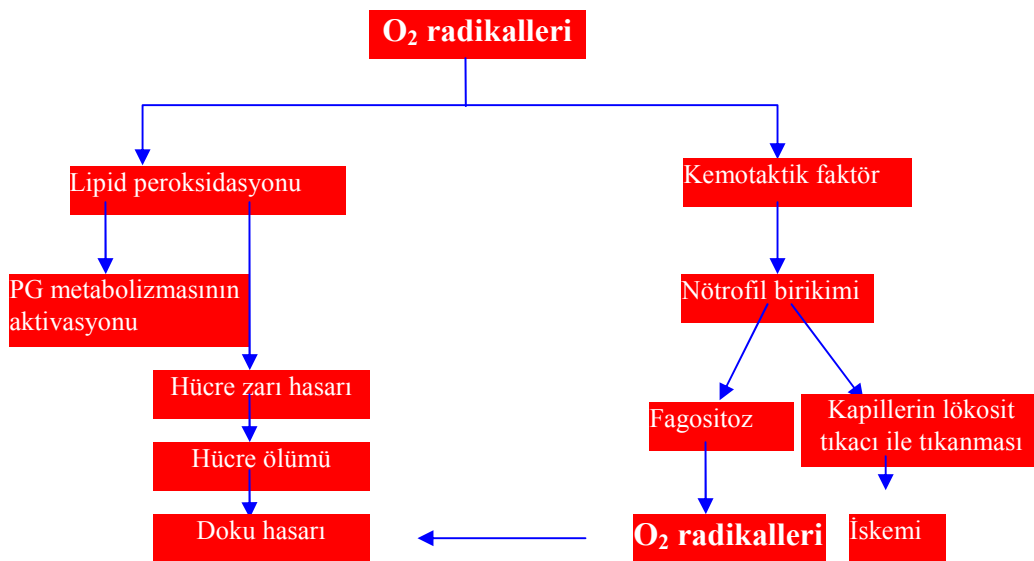 O₂ radikalleri
Lipid peroksidasyonu
Kemotaktik faktör
PG metabolizmasının
aktivasyonu
Nötrofil birikimi
Hücre zarı hasarı
Fagositoz
Kapillerin lökosit
tıkacı ile tıkanması
Hücre ölümü
Doku hasarı
O₂ radikalleri
İskemi